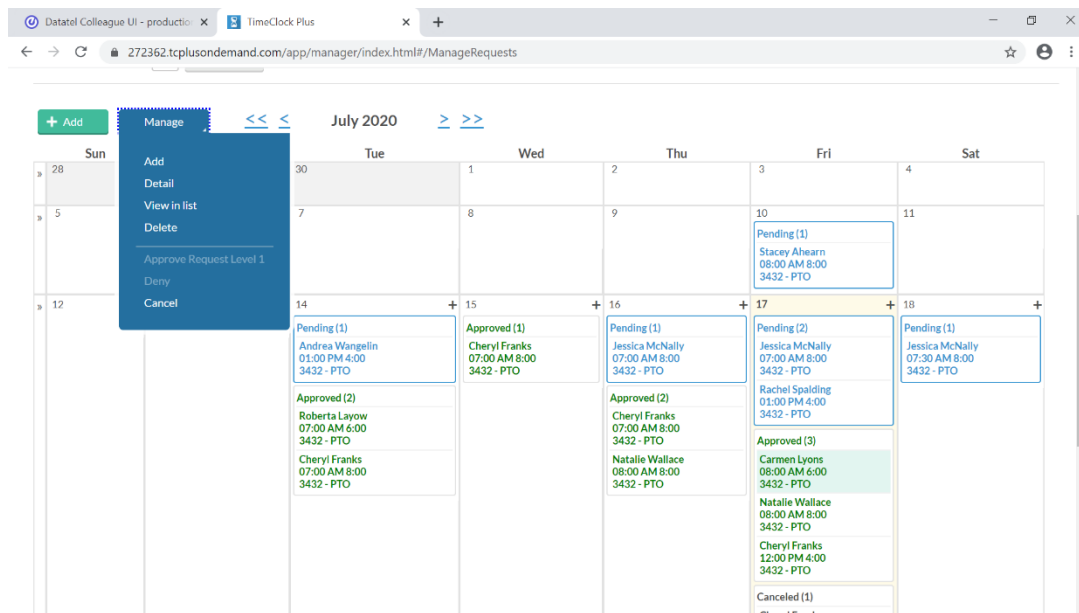 Datatel Colleague UI - production
TimeClock Plus
272362.tcplusondemand.com/app/manager/index.html#/ManageRequests
+ Add
Manage
<< <
July 2020
> >>
Add
Detail
View in list
Delete
Approve Request Level 1
Deny
Cancel
Sun
Tue
Wed
Thu
Fri
Sat
» 28
30
1
2
3
4
» 5
7
8
9
10
Pending (1)
Stacey Ahearn
08:00 AM 8:00
3432 - PTO
11
» 12
14 +
Pending (1)
Andrea Wangelin
01:00 PM 4:00
3432 - PTO
Approved (2)
Roberta Layow
07:00 AM 6:00
3432 - PTO
Cheryl Franks
07:00 AM 8:00
3432 - PTO
15 +
Approved (1)
Cheryl Franks
07:00 AM 8:00
3432 - PTO
16 +
Pending (1)
Jessica McNally
07:00 AM 8:00
3432 - PTO
Approved (2)
Cheryl Franks
07:00 AM 8:00
3432 - PTO
Natalie Wallace
08:00 AM 8:00
3432 - PTO
17 +
Pending (2)
Jessica McNally
07:00 AM 8:00
3432 - PTO
Rachel Spalding
01:00 PM 4:00
3432 - PTO
Approved (3)
Carmen Lyons
08:00 AM 6:00
3432 - PTO
Natalie Wallace
08:00 AM 8:00
3432 - PTO
Cheryl Franks
12:00 PM 4:00
3432 - PTO
Canceled (1)
18 +
Pending (1)
Jessica McNally
07:30 AM 8:00
3432 - PTO